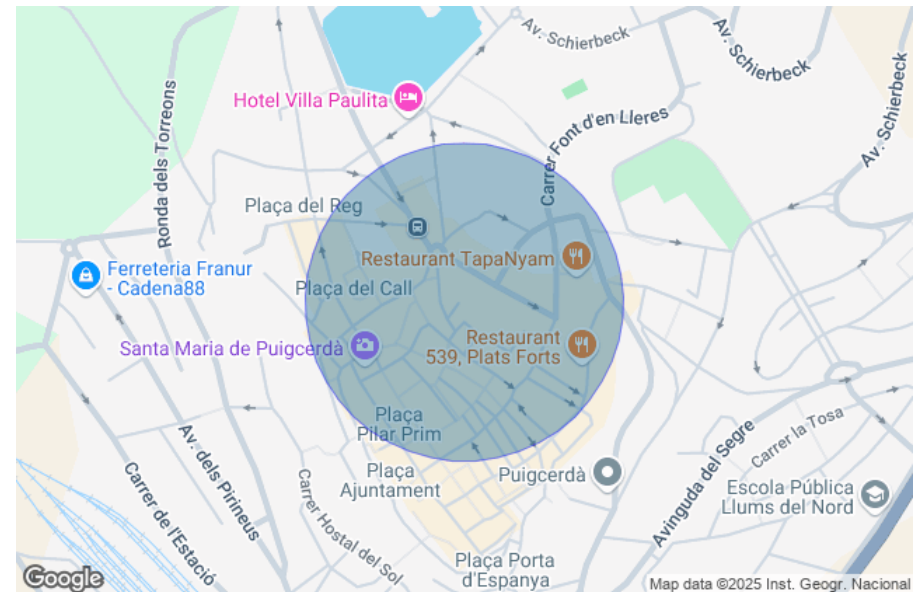 Av. Schierbeck
Av. Schierbeck
Hotel Villa Paulita
Carrer Font d'en Lleres
Av. Schierbeck
Ronda dels Torreons
Plaça del Reg
Restaurant TapaNyam
Ferreteria Franur
- Cadena88
Plaça del Call
Santa Maria de Puigcerdà
Restaurant
539, Plats Forts
Plaça
Pilar Prim
Carrer la Tosa
Av. dels Pirineus
Plaça
Ajuntament
Puigcerdà
Avinguda del Segre
Escola Pública
Llums del Nord
Carrer de l'Estació
Carrer Hostal del Sol
Plaça Porta
d'Espanya
Google
Map data ©2025 Inst. Geogr. Nacional